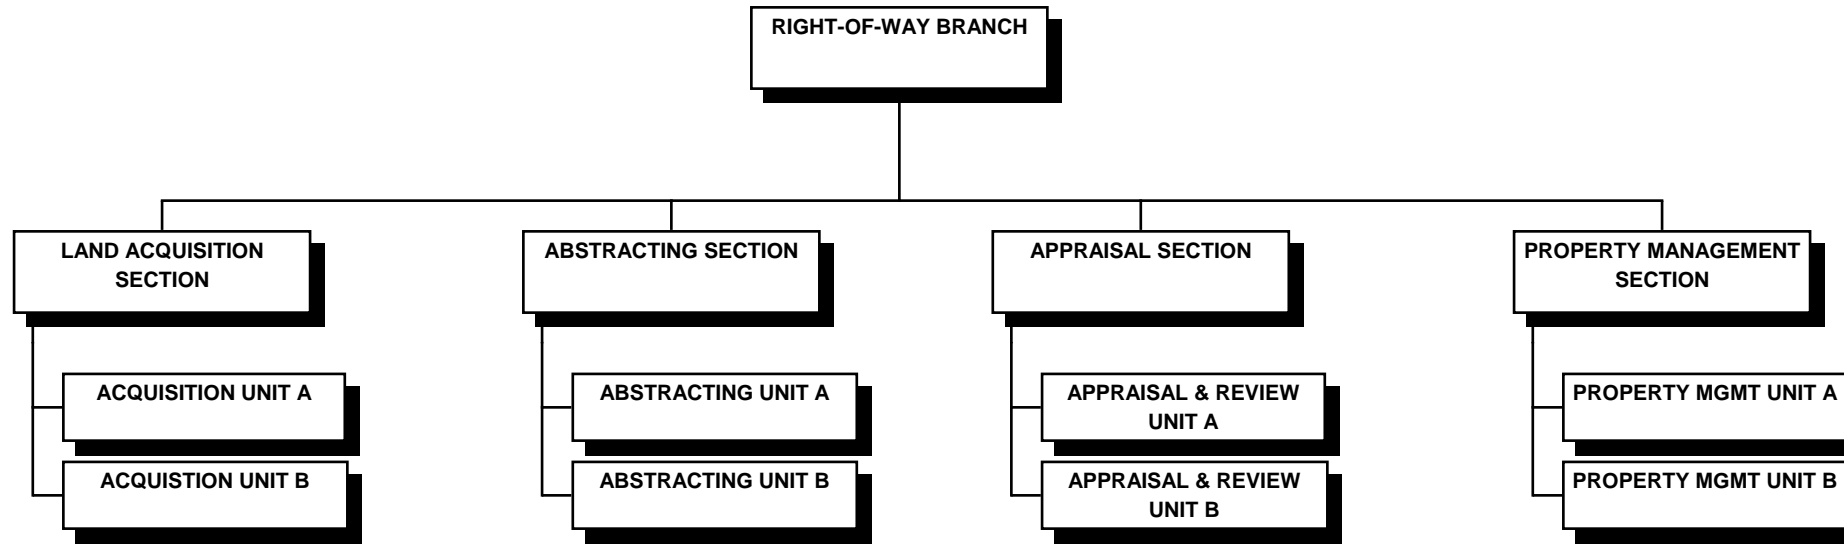 RIGHT-OF-WAY BRANCH
LAND ACQUISITION
SECTION
ABSTRACTING SECTION
APPRAISAL SECTION
PROPERTY MANAGEMENT
SECTION
ACQUISITION UNIT A
ABSTRACTING UNIT A
APPRAISAL & REVIEW
UNIT A
PROPERTY MGMT UNIT A
ACQUISTION UNIT B
ABSTRACTING UNIT B
APPRAISAL & REVIEW
UNIT B
PROPERTY MGMT UNIT B